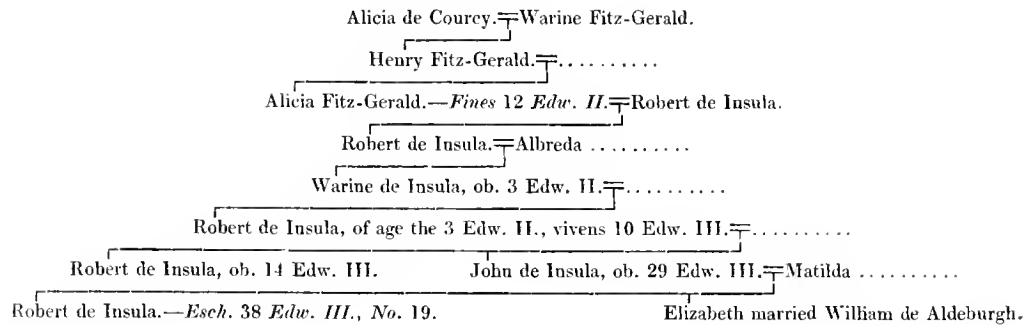 Alicia de Courcy.=Warine Fitz-Gerald.
Henry Fitz-Gerald.=..........
Alicia Fitz-Gerald.—Fines 12 Edw. II.=Robert de Insula.
Robert de Insula.=Albreda ..........
Warine de Insula, ob. 3 Edw. II.=..........
Robert de Insula, of age the 3 Edw. II., vivens 10 Edw. III.=..........
Robert de Insula, ob. 14 Edw. III. John de Insula, ob. 29 Edw. III.=Matilda ..........
Robert de Insula.—Esch. 38 Edw. III., No. 19. Elizabeth married William de Aldeburgh.